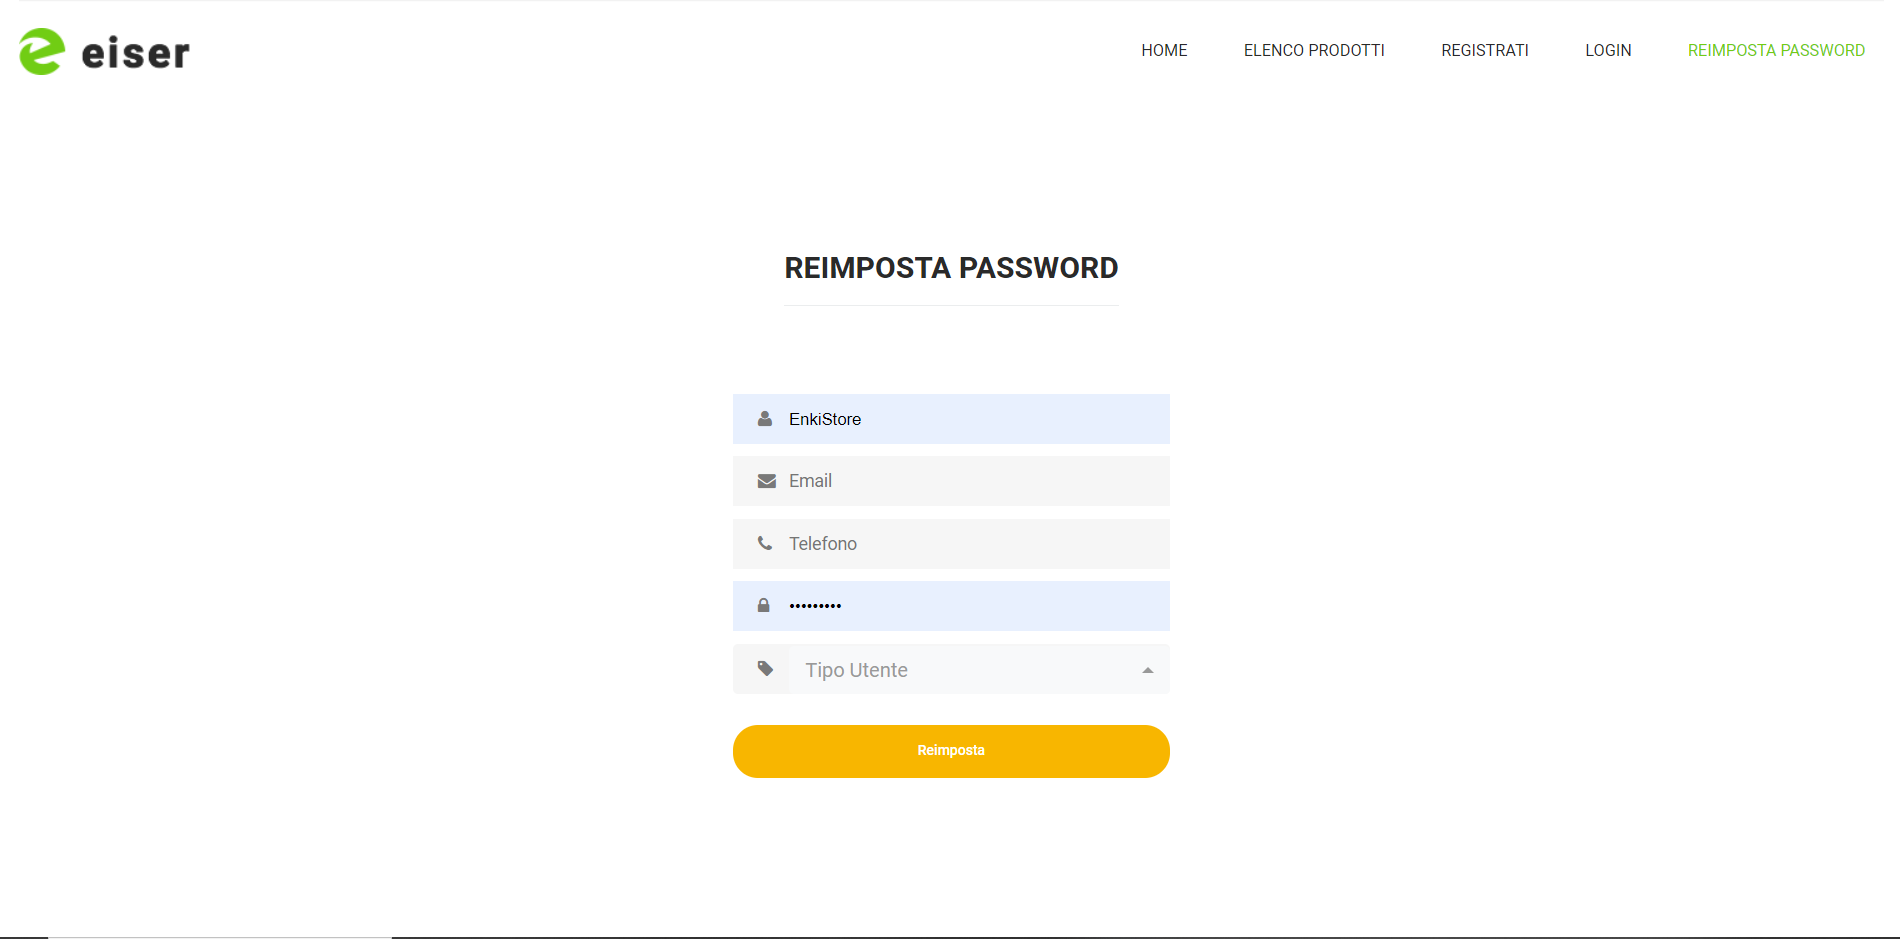 eiser
HOME
ELENCO PRODOTTI
REGISTRATI
LOGIN
REIMPOSTA PASSWORD
REIMPOSTA PASSWORD
EnkiStore
Email
Telefono
•••••••••
Tipo Utente
Reimposta